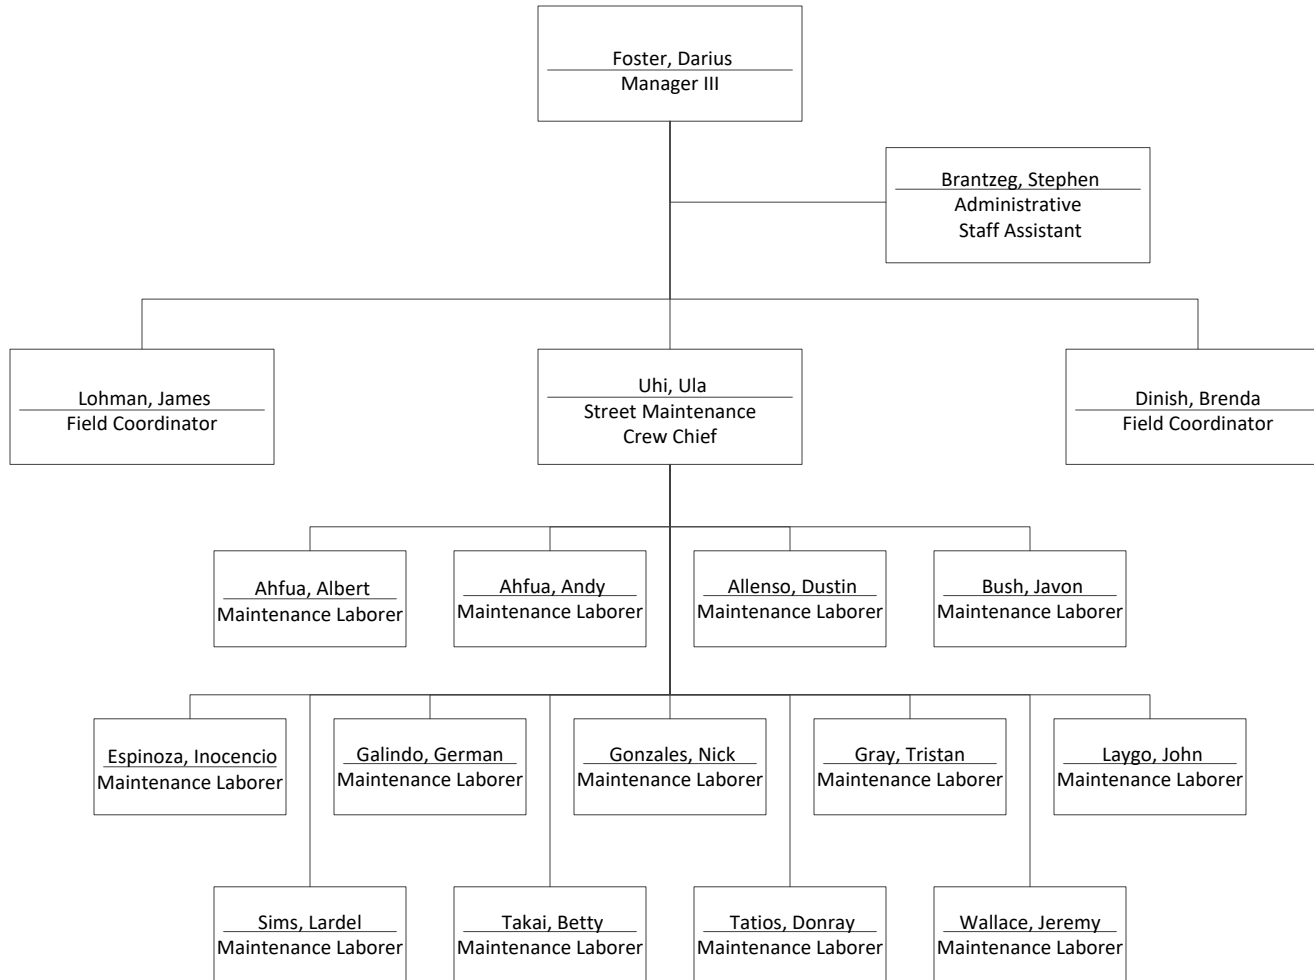 Foster, Darius
Manager III
Brantzeg, Stephen
Administrative
Staff Assistant
Lohman, James
Field Coordinator
Uhi, Ula
Street Maintenance
Crew Chief
Dinish, Brenda
Field Coordinator
Ahfua, Albert
Maintenance Laborer
Ahfua, Andy
Maintenance Laborer
Allenso, Dustin
Maintenance Laborer
Bush, Javon
Maintenance Laborer
Espinoza, Inocencio
Maintenance Laborer
Galindo, German
Maintenance Laborer
Gonzales, Nick
Maintenance Laborer
Gray, Tristan
Maintenance Laborer
Laygo, John
Maintenance Laborer
Sims, Lardel
Maintenance Laborer
Takai, Betty
Maintenance Laborer
Tatios, Donray
Maintenance Laborer
Wallace, Jeremy
Maintenance Laborer